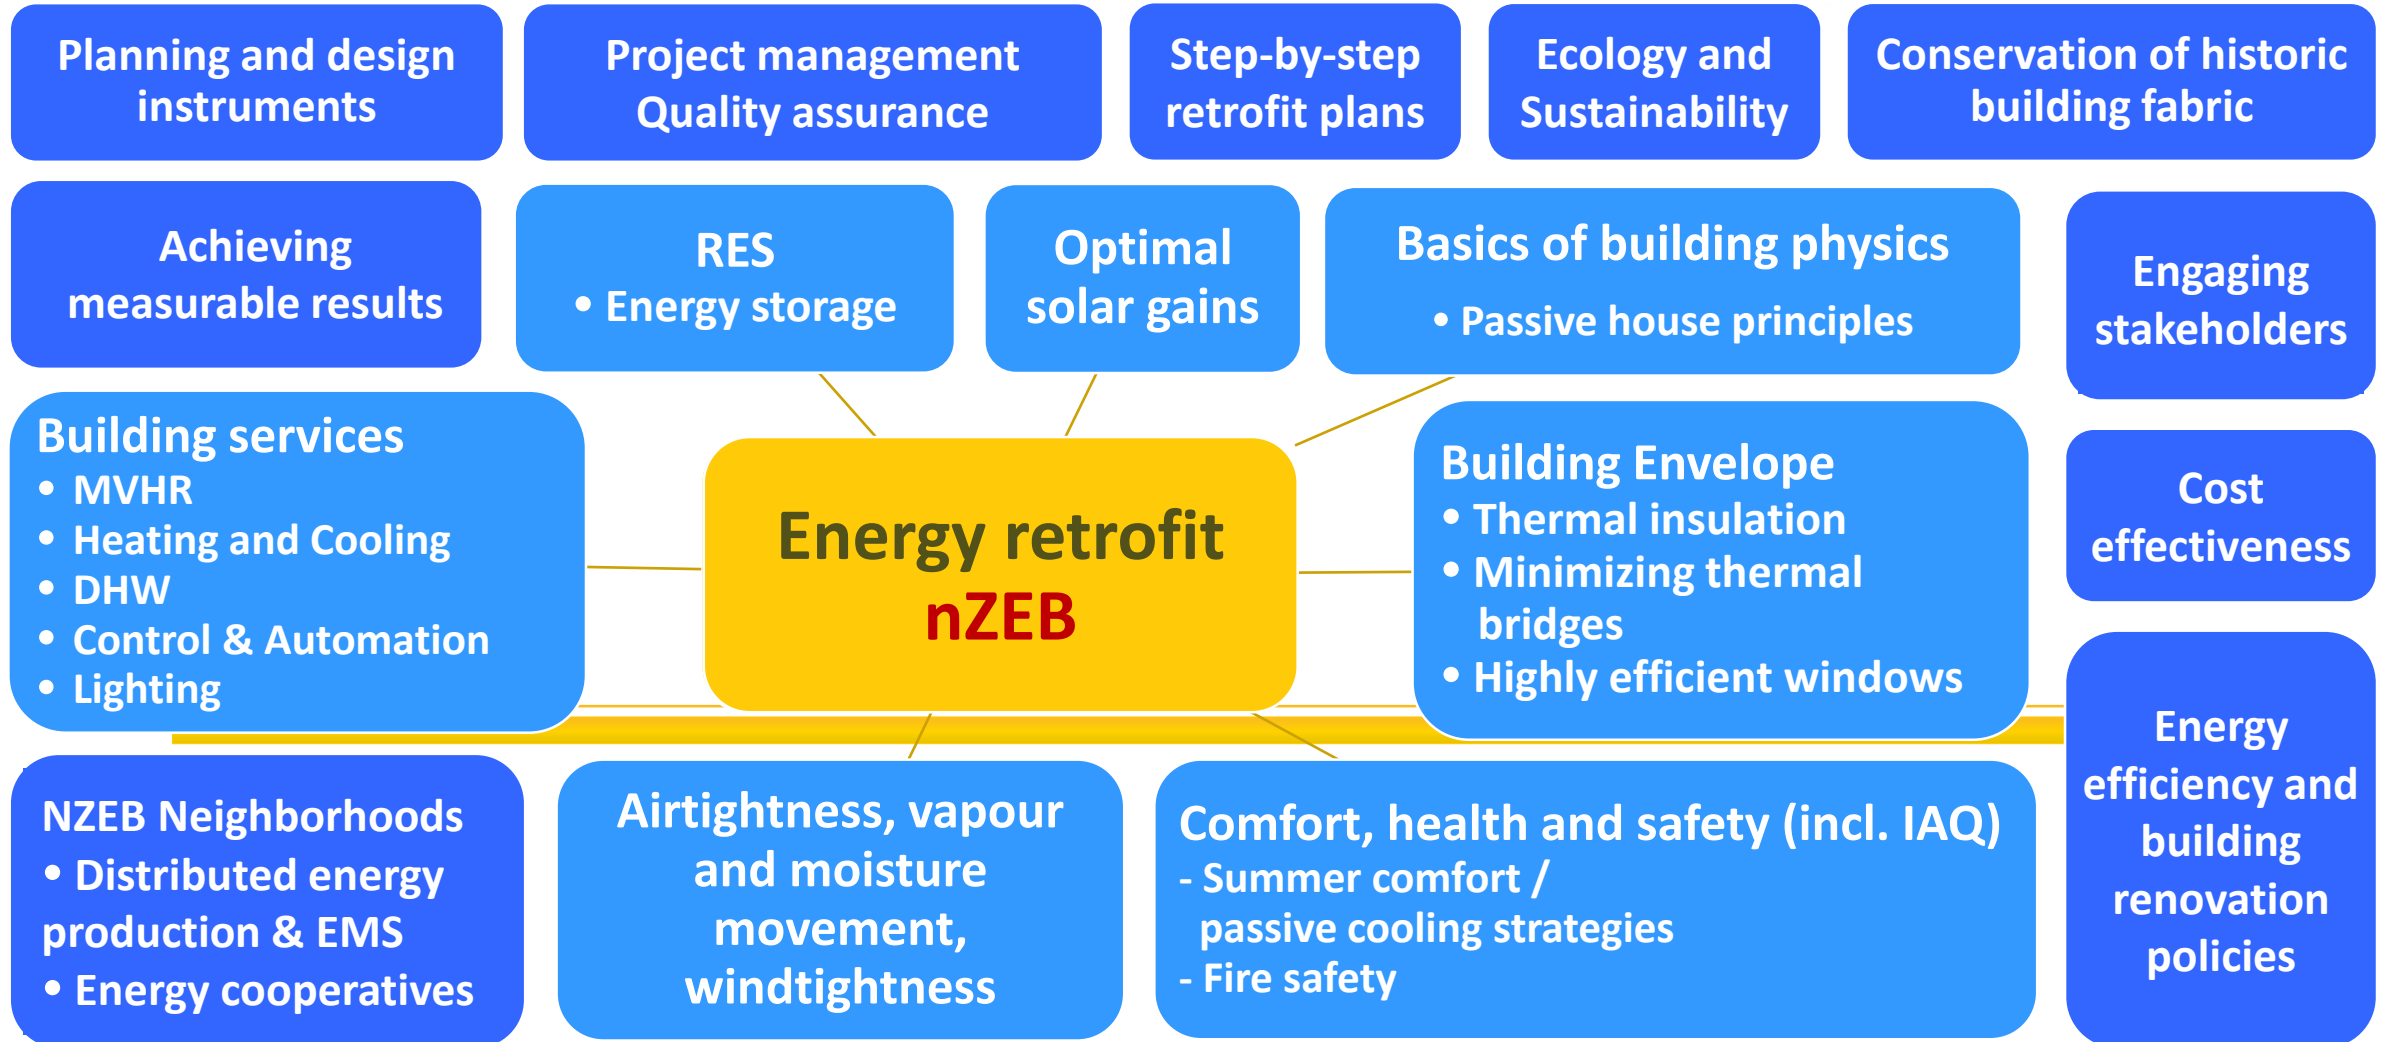 Planning and design
instruments
Project management
Quality assurance
Step-by-step
retrofit plans
Ecology and
Sustainability
Conservation of historic
building fabric
Achieving
measurable results
RES
• Energy storage
Optimal
solar gains
Basics of building physics
• Passive house principles
Engaging
stakeholders
Building services
• MVHR
• Heating and Cooling
• DHW
• Control & Automation
• Lighting
Energy retrofit
nZEB
Building Envelope
• Thermal insulation
• Minimizing thermal
bridges
• Highly efficient windows
Cost
effectiveness
NZEB Neighborhoods
• Distributed energy
production & EMS
• Energy cooperatives
Airtightness, vapour
and moisture
movement,
windtightness
Comfort, health and safety (incl. IAQ)
- Summer comfort /
passive cooling strategies
- Fire safety
Energy
efficiency and
building
renovation
policies